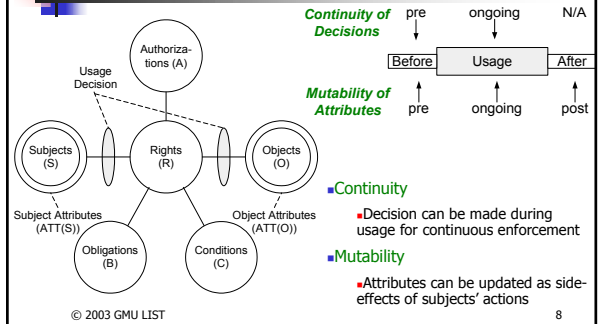 Continuity of
Decisions
pre
ongoing
N/A
Before
Usage
After
Mutability of
Attributes
pre
ongoing
post
Authoriza-
tions (A)
Usage
Decision
Subjects
(S)
Rights
(R)
Objects
(O)
Subject Attributes
(ATT(S))
Object Attributes
(ATT(O))
Obligations
(B)
Conditions
(C)
Continuity
Decision can be made during
usage for continuous enforcement
Mutability
Attributes can be updated as side-
effects of subjects' actions
© 2003 GMU LIST
8